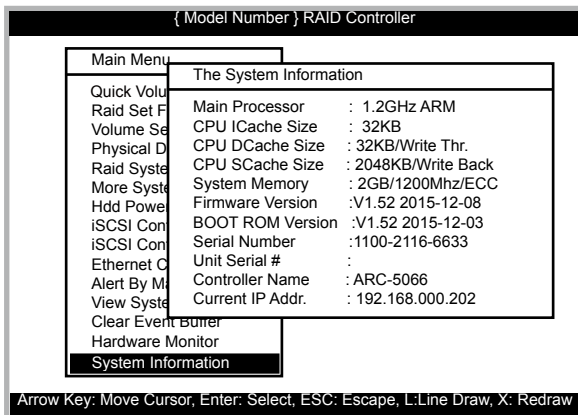 { Model Number } RAID Controller
Main Menu
Quick Volu
Raid Set F
Volume Se
Physical D
Raid Syste
More Syste
Hdd Power
iSCSI Con
iSCSI Con
Ethernet C
Alert By Ma
View Syste
Clear Event Buffer
Hardware Monitor
System Information
The System Information
Main Processor : 1.2GHz ARM
CPU ICache Size : 32KB
CPU DCache Size : 32KB/Write Thr.
CPU SCache Size : 2048KB/Write Back
System Memory : 2GB/1200Mhz/ECC
Firmware Version :V1.52 2015-12-08
BOOT ROM Version :V1.52 2015-12-03
Serial Number :1100-2116-6633
Unit Serial # :
Controller Name : ARC-5066
Current IP Addr. : 192.168.000.202
Arrow Key: Move Cursor, Enter: Select, ESC: Escape, L:Line Draw, X: Redraw